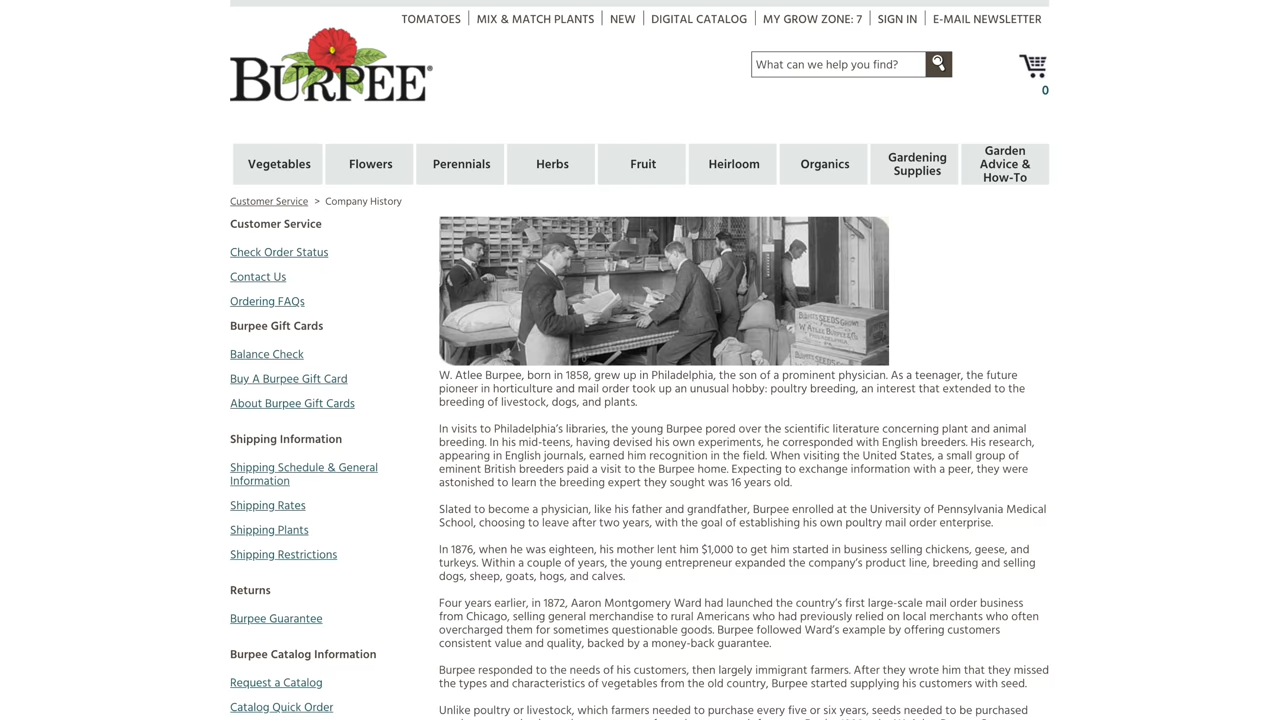 TOMATOES
MIX & MATCH PLANTS
NEW
DIGITAL CATALOG
MY GROW ZONE: 7
SIGN IN
E-MAIL NEWSLETTER
BURPEE®
What can we help you find?
0
Vegetables
Flowers
Perennials
Herbs
Fruit
Heirloom
Organics
Gardening
Supplies
Garden
Advice &
How-To
Customer Service > Company History
Customer Service
Check Order Status
Contact Us
Ordering FAQs
Burpee Gift Cards
Balance Check
Buy A Burpee Gift Card
About Burpee Gift Cards
Shipping Information
Shipping Schedule & General
Information
Shipping Rates
Shipping Plants
Shipping Restrictions
Returns
Burpee Guarantee
Burpee Catalog Information
Request a Catalog
Catalog Quick Order
W. Atlee Burpee, born in 1858, grew up in Philadelphia, the son of a prominent physician. As a teenager, the future
pioneer in horticulture and mail order took up an unusual hobby: poultry breeding, an interest that extended to the
breeding of livestock, dogs, and plants.
In visits to Philadelphia’s libraries, the young Burpee pored over the scientific literature concerning plant and animal
breeding. In his mid-teens, having devised his own experiments, he corresponded with English breeders. His research,
appearing in English journals, earned him recognition in the field. When visiting the United States, a small group of
eminent British breeders paid a visit to the Burpee home. Expecting to exchange information with a peer, they were
astonished to learn the breeding expert they sought was 16 years old.
Slated to become a physician, like his father and grandfather, Burpee enrolled at the University of Pennsylvania Medical
School, choosing to leave after two years, with the goal of establishing his own poultry mail order enterprise.
In 1876, when he was eighteen, his mother lent him $1,000 to get him started in business selling chickens, geese, and
turkeys. Within a couple of years, the young entrepreneur expanded the company’s product line, breeding and selling
dogs, sheep, goats, hogs, and calves.
Four years earlier, in 1872, Aaron Montgomery Ward had launched the country’s first large-scale mail order business
from Chicago, selling general merchandise to rural Americans who had previously relied on local merchants who often
overcharged them for sometimes questionable goods. Burpee followed Ward’s example by offering customers
consistent value and quality, backed by a money-back guarantee.
Burpee responded to the needs of his customers, then largely immigrant farmers. After they wrote him that they missed
the types and characteristics of vegetables from the old country, Burpee started supplying his customers with seed.
Unlike poultry or livestock, which farmers needed to purchase every five or six years, seeds needed to be purchased